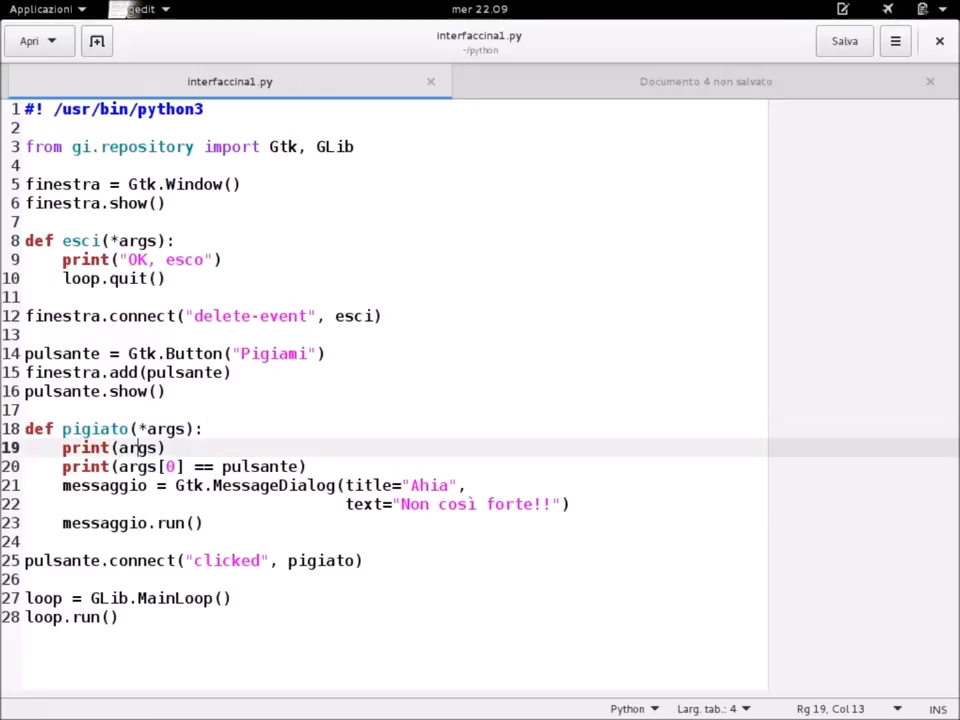 Applicazioni gedit mer 22.09
Apri interfaccina1.py Salva
~/python
interfaccina1.py Documento 4 non salvato
1 #! /usr/bin/python3
2
3 from gi.repository import Gtk, GLib
4
5 finestra = Gtk.Window()
6 finestra.show()
7
8 def esci(*args):
9     print("OK, esco")
10     loop.quit()
11
12 finestra.connect("delete-event", esci)
13
14 pulsante = Gtk.Button("Pigiami")
15 finestra.add(pulsante)
16 pulsante.show()
17
18 def pigiato(*args):
19     print(args)
20     print(args[0] == pulsante)
21     messaggio = Gtk.MessageDialog(title="Ahia",
22                                   text="Non così forte!!")
23     messaggio.run()
24
25 pulsante.connect("clicked", pigiato)
26
27 loop = GLib.MainLoop()
28 loop.run()
Python Larg. tab.: 4 Rg 19, Col 13 INS